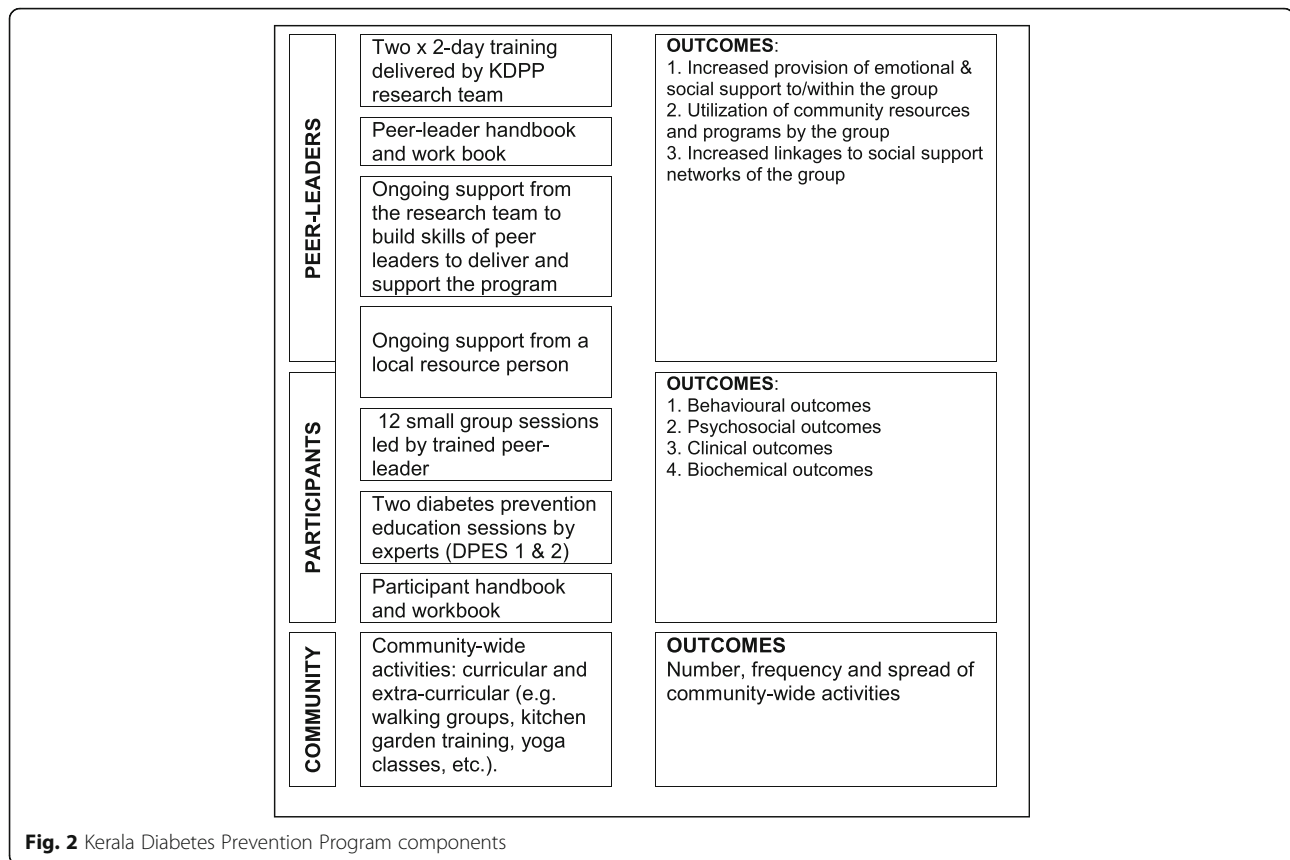 PEER-LEADERS
Two x 2-day training
delivered by KDPP
research team
Peer-leader handbook
and work book
Ongoing support from
the research team to
build skills of peer
leaders to deliver and
support the program
Ongoing support from a
local resource person
OUTCOMES:
1. Increased provision of emotional &
social support to/within the group
2. Utilization of community resources
and programs by the group
3. Increased linkages to social support
networks of the group
PARTICIPANTS
12 small group sessions
led by trained peer-
leader
Two diabetes prevention
education sessions by
experts (DPES 1 & 2)
Participant handbook
and workbook
OUTCOMES:
1. Behavioural outcomes
2. Psychosocial outcomes
3. Clinical outcomes
4. Biochemical outcomes
COMMUNITY
Community-wide
activities: curricular and
extra-curricular (e.g.
walking groups, kitchen
garden training, yoga
classes, etc.).
OUTCOMES
Number, frequency and spread of
community-wide activities
Fig. 2 Kerala Diabetes Prevention Program components